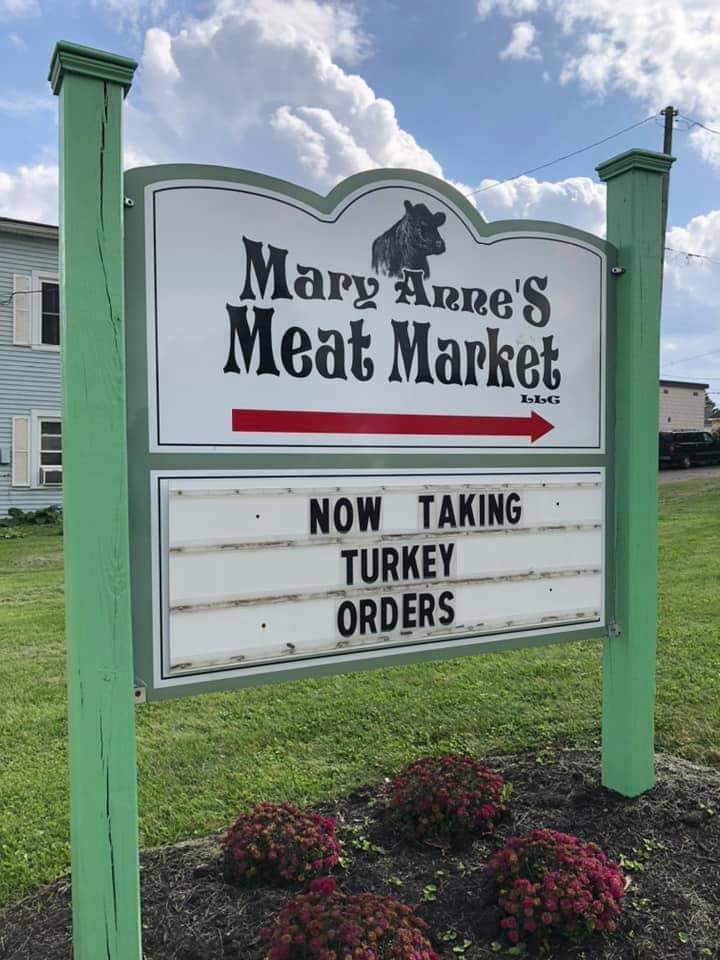 Mary Anne'S
Meat Market
LLC
NOW TAKING
TURKEY
ORDERS